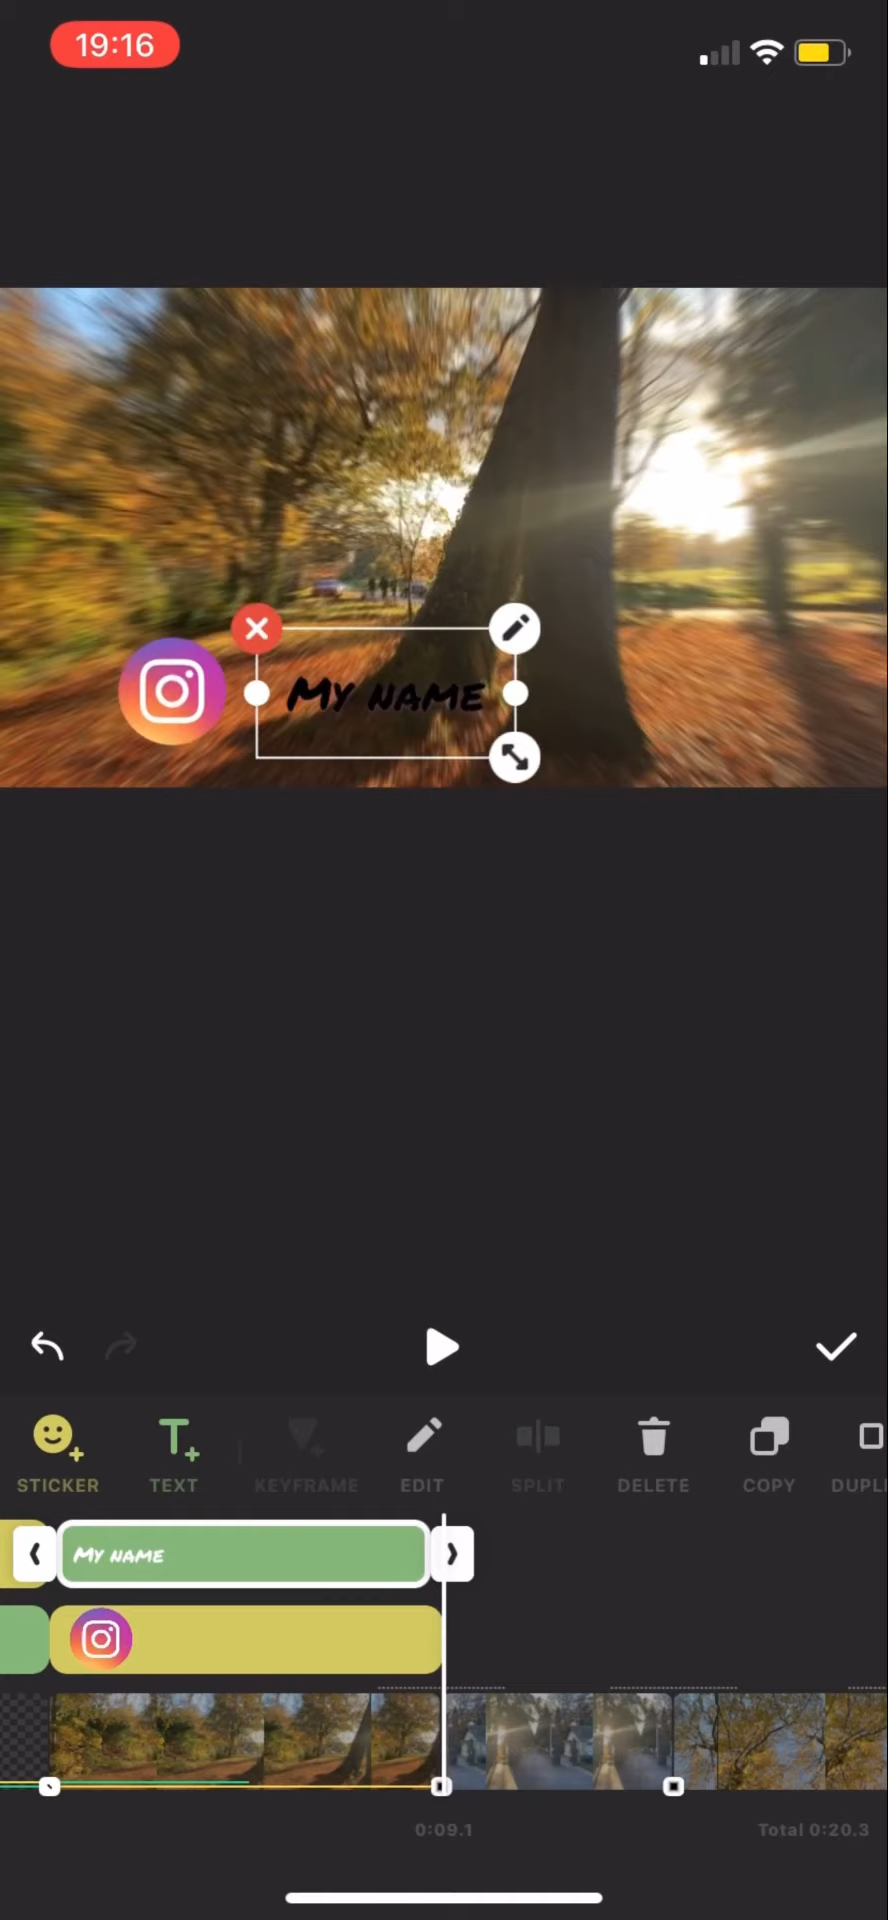 19:16
My name
STICKER
TEXT
KEYFRAME
EDIT
SPLIT
DELETE
COPY
DUPL
My name
0:09.1
Total 0:20.3